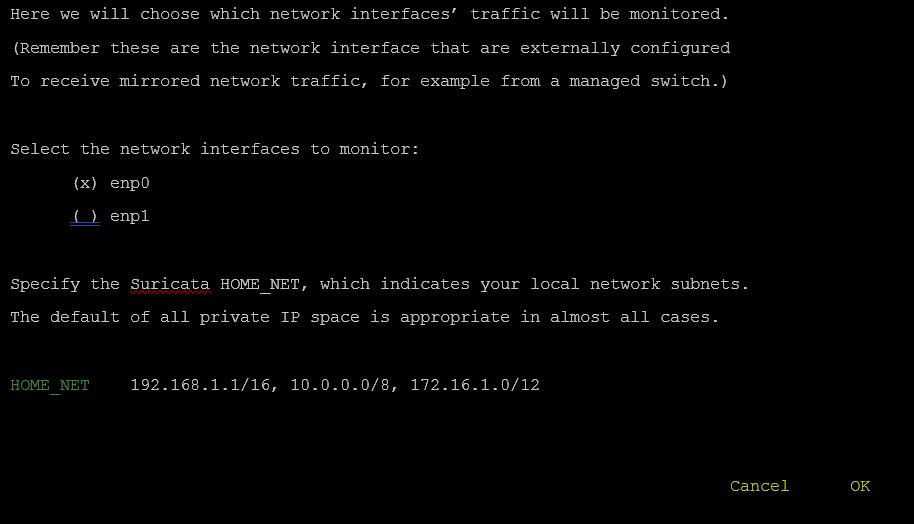 Here we will choose which network interfaces’ traffic will be monitored.
(Remember these are the network interface that are externally configured
To receive mirrored network traffic, for example from a managed switch.)
Select the network interfaces to monitor:
(x) enp0
( ) enp1
Specify the Suricata HOME_NET, which indicates your local network subnets.
The default of all private IP space is appropriate in almost all cases.
HOME_NET 192.168.1.1/16, 10.0.0.0/8, 172.16.1.0/12
Cancel OK